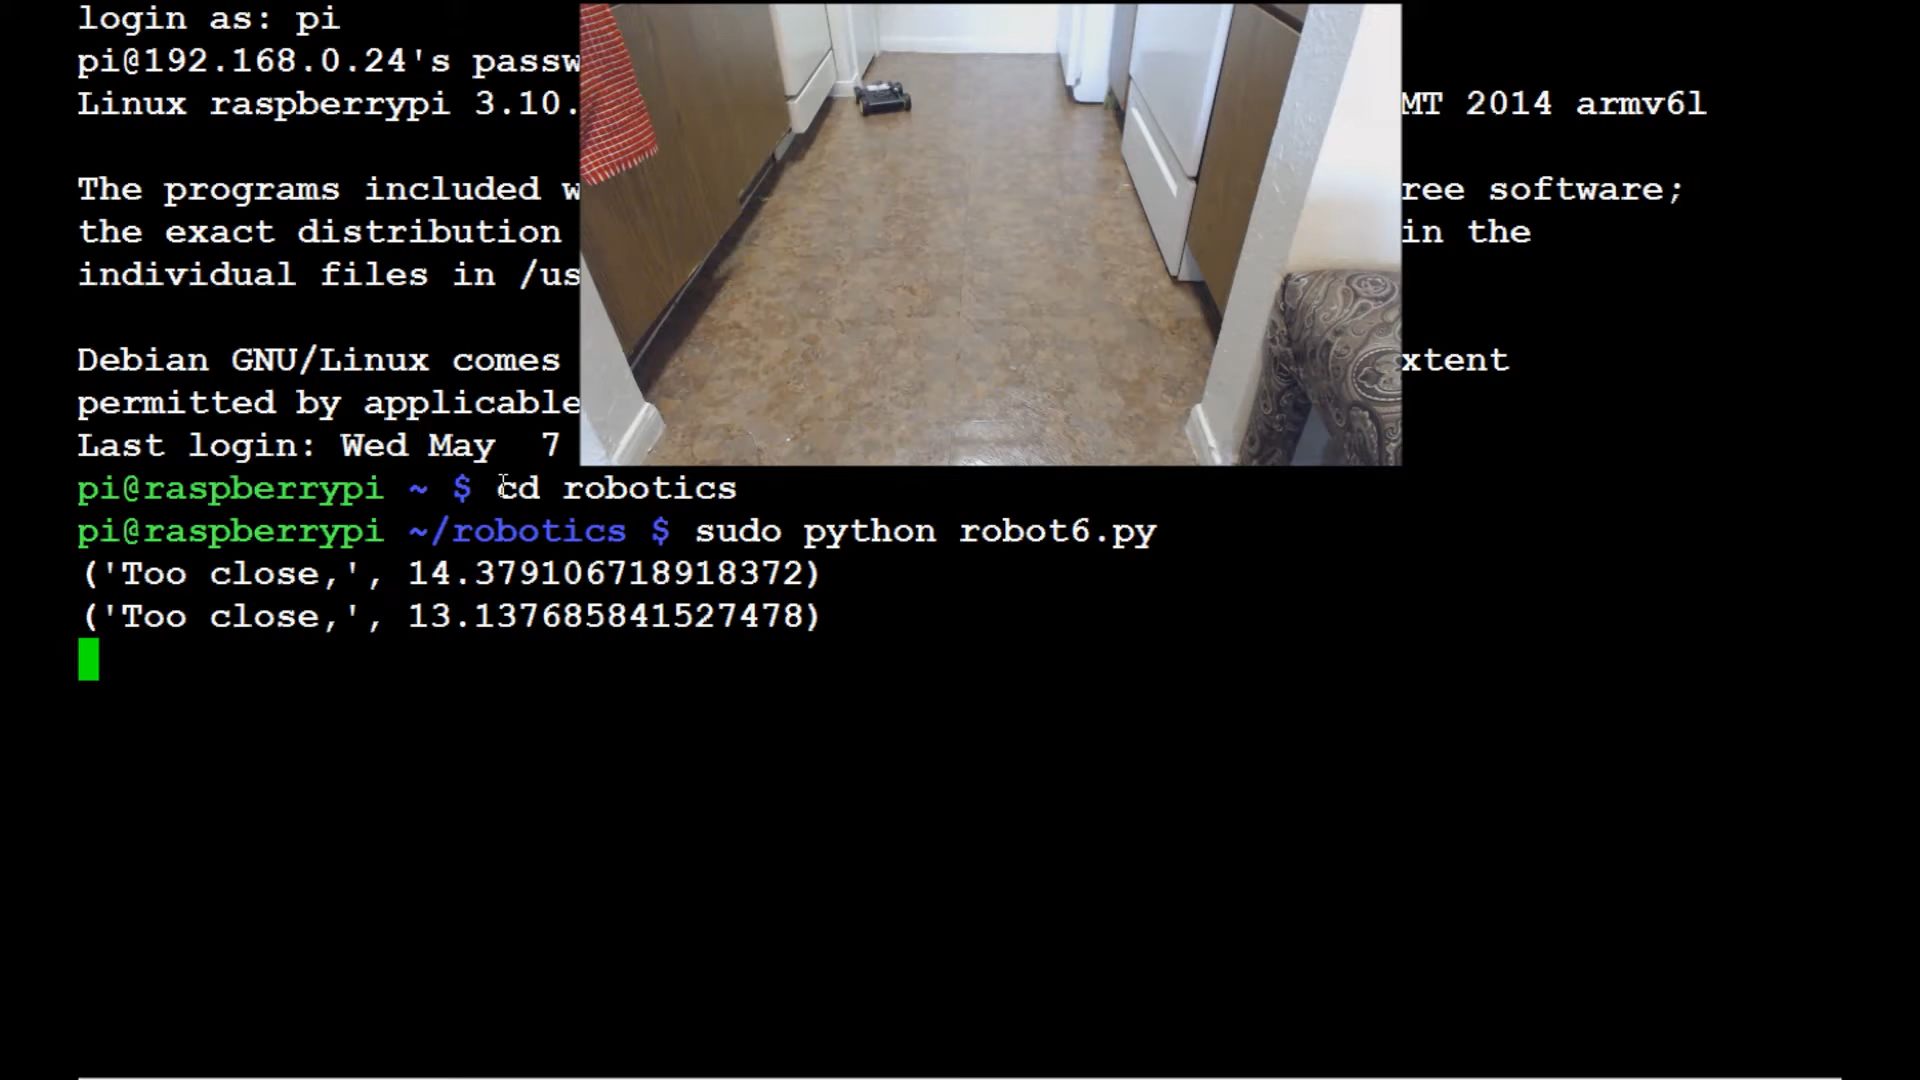 login as: pi
pi@192.168.0.24's passw
Linux raspberrypi 3.10. MT 2014 armv6l
The programs included w ree software;
the exact distribution in the
individual files in /us
Debian GNU/Linux comes xtent
permitted by applicable
Last login: Wed May  7
pi@raspberrypi ~ $ cd robotics
pi@raspberrypi ~/robotics $ sudo python robot6.py
('Too close,', 14.379106718918372)
('Too close,', 13.137685841527478)